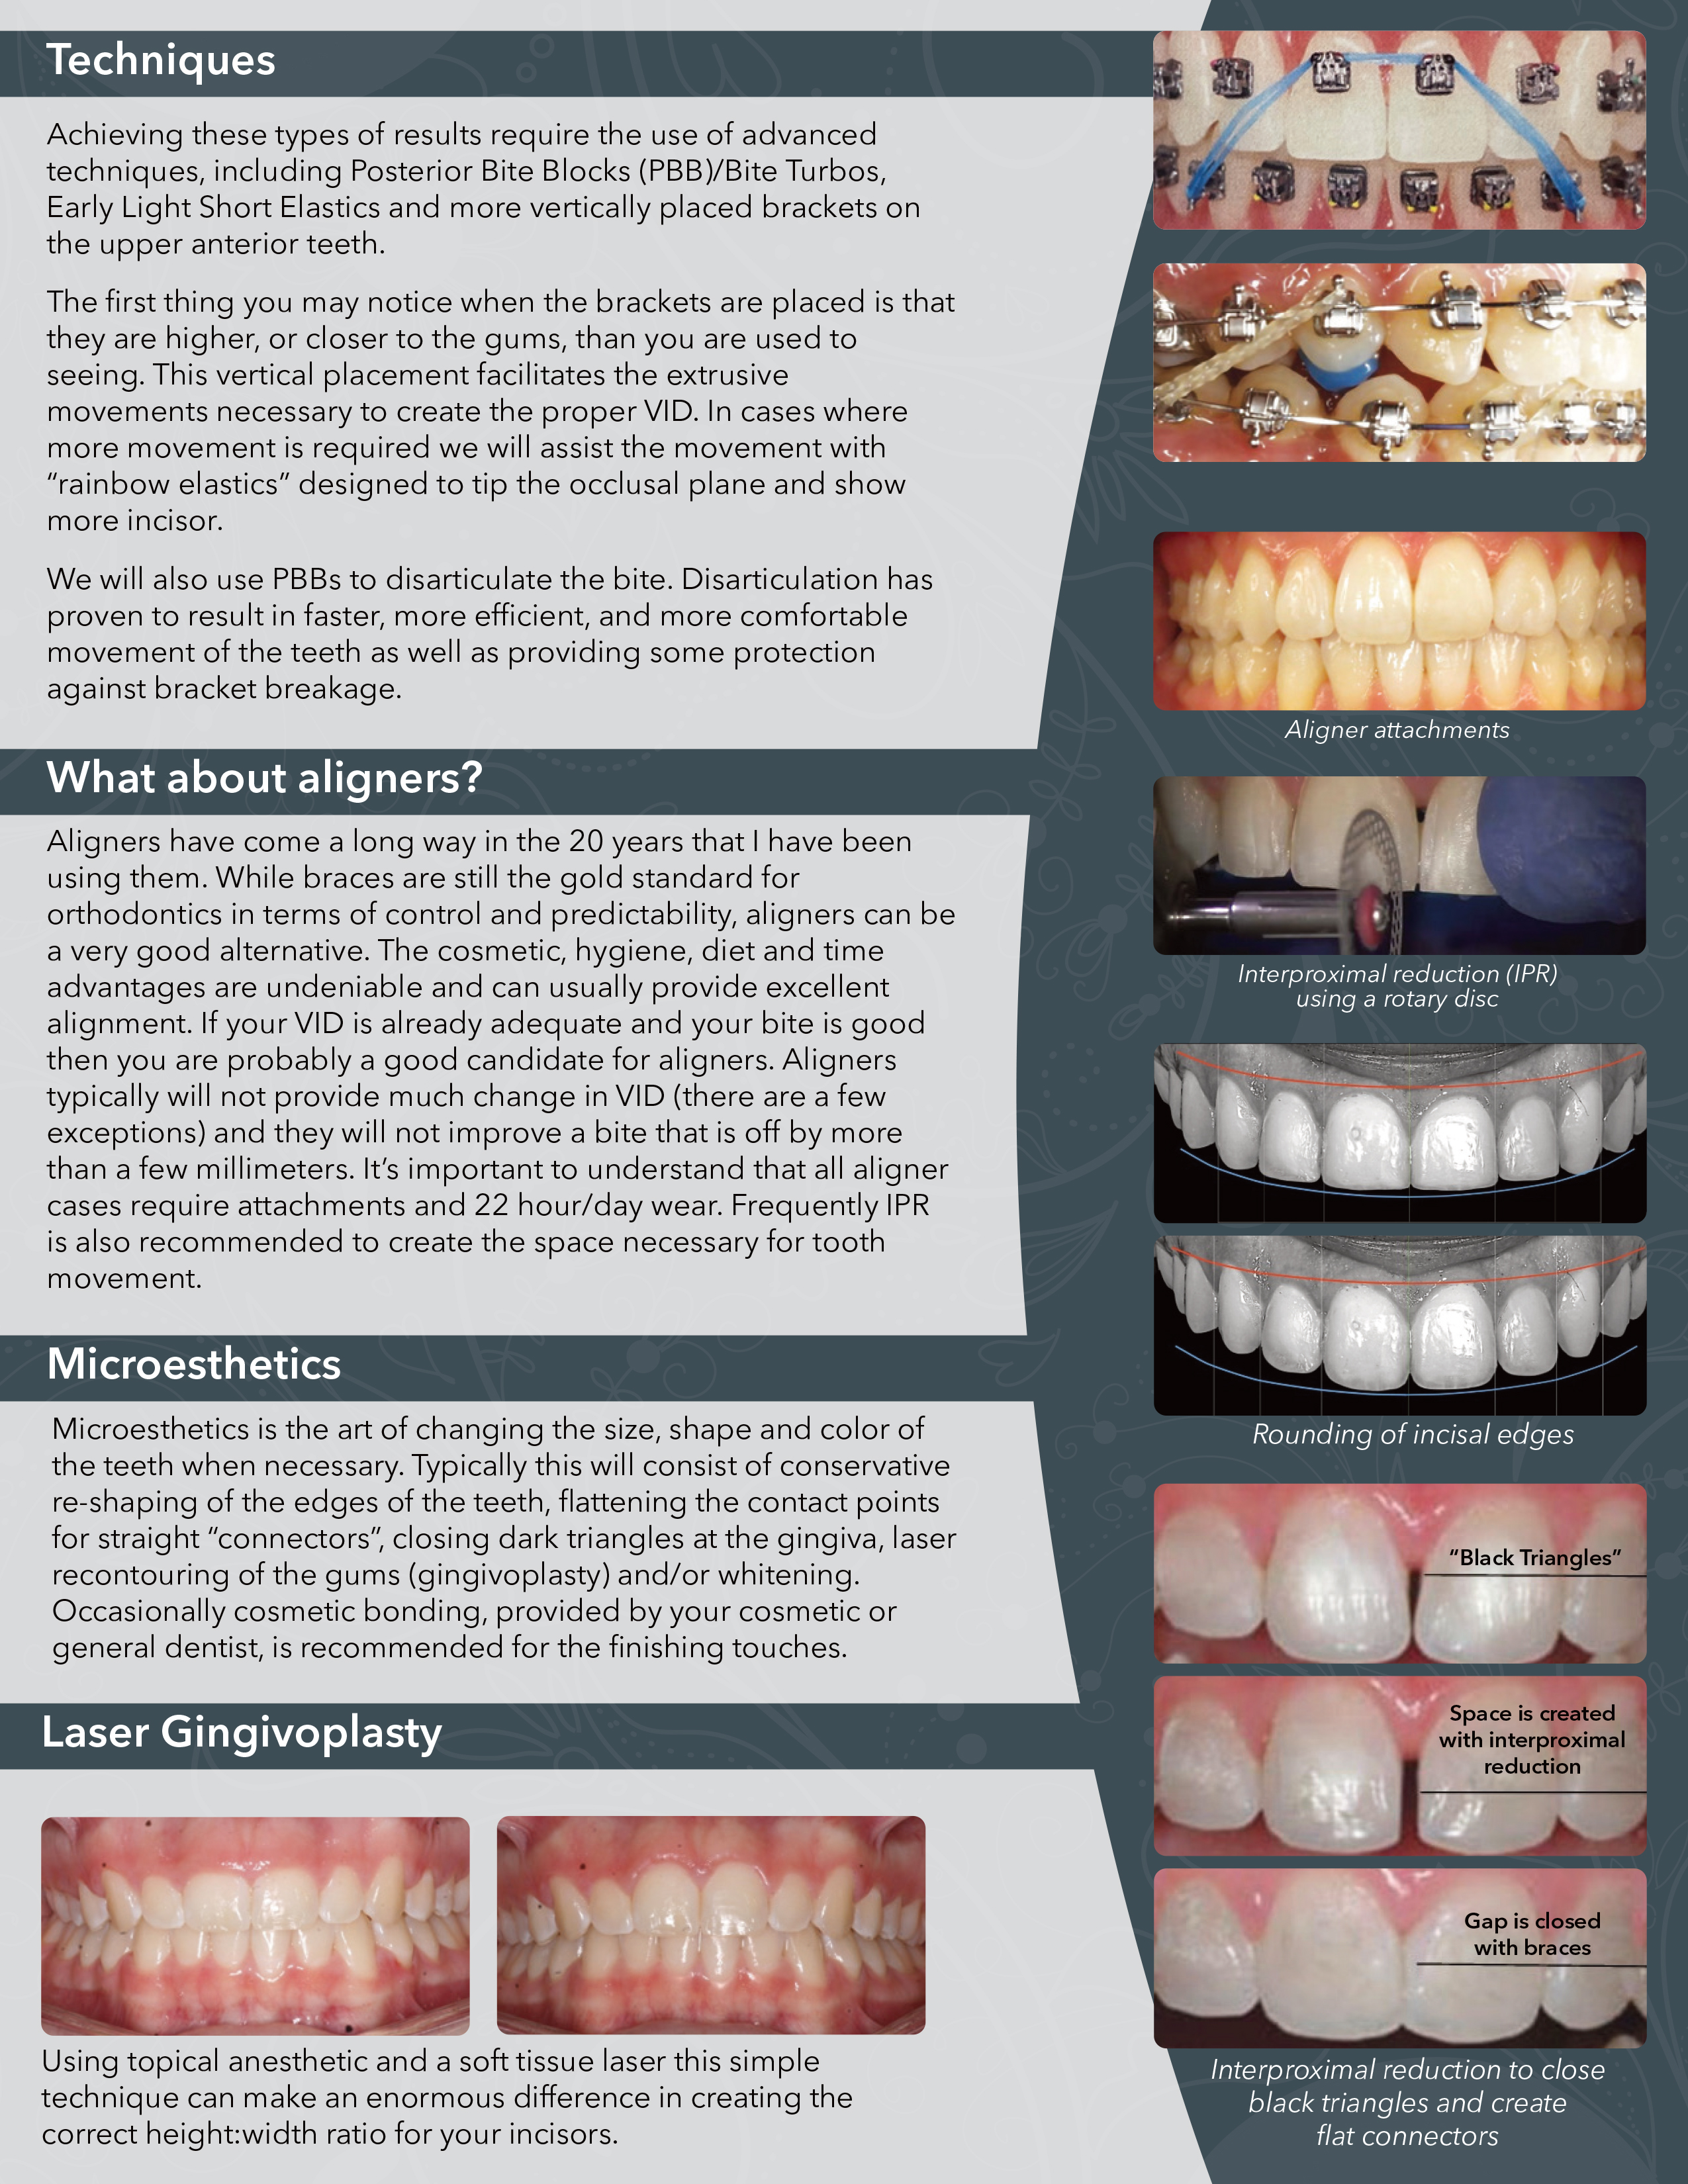 Techniques
Achieving these types of results require the use of advanced
techniques, including Posterior Bite Blocks (PBB)/Bite Turbos,
Early Light Short Elastics and more vertically placed brackets on
the upper anterior teeth.
The first thing you may notice when the brackets are placed is that
they are higher, or closer to the gums, than you are used to
seeing. This vertical placement facilitates the extrusive
movements necessary to create the proper VID. In cases where
more movement is required we will assist the movement with
“rainbow elastics” designed to tip the occlusal plane and show
more incisor.
We will also use PBBs to disarticulate the bite. Disarticulation has
proven to result in faster, more efficient, and more comfortable
movement of the teeth as well as providing some protection
against bracket breakage.
What about aligners?
Aligners have come a long way in the 20 years that I have been
using them. While braces are still the gold standard for
orthodontics in terms of control and predictability, aligners can be
a very good alternative. The cosmetic, hygiene, diet and time
advantages are undeniable and can usually provide excellent
alignment. If your VID is already adequate and your bite is good
then you are probably a good candidate for aligners. Aligners
typically will not provide much change in VID (there are a few
exceptions) and they will not improve a bite that is off by more
than a few millimeters. It’s important to understand that all aligner
cases require attachments and 22 hour/day wear. Frequently IPR
is also recommended to create the space necessary for tooth
movement.
Microesthetics
Microesthetics is the art of changing the size, shape and color of
the teeth when necessary. Typically this will consist of conservative
re-shaping of the edges of the teeth, flattening the contact points
for straight “connectors”, closing dark triangles at the gingiva, laser
recontouring of the gums (gingivoplasty) and/or whitening.
Occasionally cosmetic bonding, provided by your cosmetic or
general dentist, is recommended for the finishing touches.
Laser Gingivoplasty
Using topical anesthetic and a soft tissue laser this simple
technique can make an enormous difference in creating the
correct height:width ratio for your incisors.
Aligner attachments
Interproximal reduction (IPR)
using a rotary disc
Rounding of incisal edges
“Black Triangles”
Space is created
with interproximal
reduction
Gap is closed
with braces
Interproximal reduction to close
black triangles and create
flat connectors